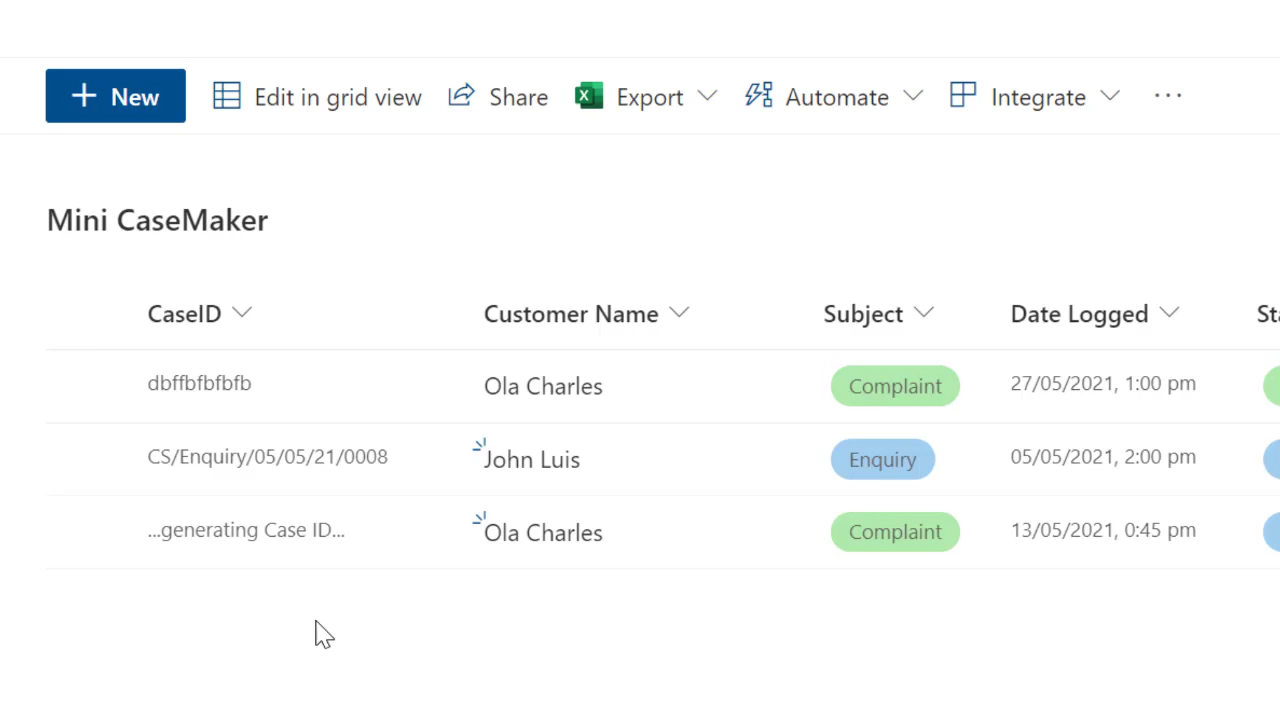 New Edit in grid view Share Export Automate Integrate ...
Mini CaseMaker
CaseID Customer Name Subject Date Logged
dbffbfbfbfb Ola Charles Complaint 27/05/2021, 1:00 pm
CS/Enquiry/05/05/21/0008 John Luis Enquiry 05/05/2021, 2:00 pm
...generating Case ID... Ola Charles Complaint 13/05/2021, 0:45 pm